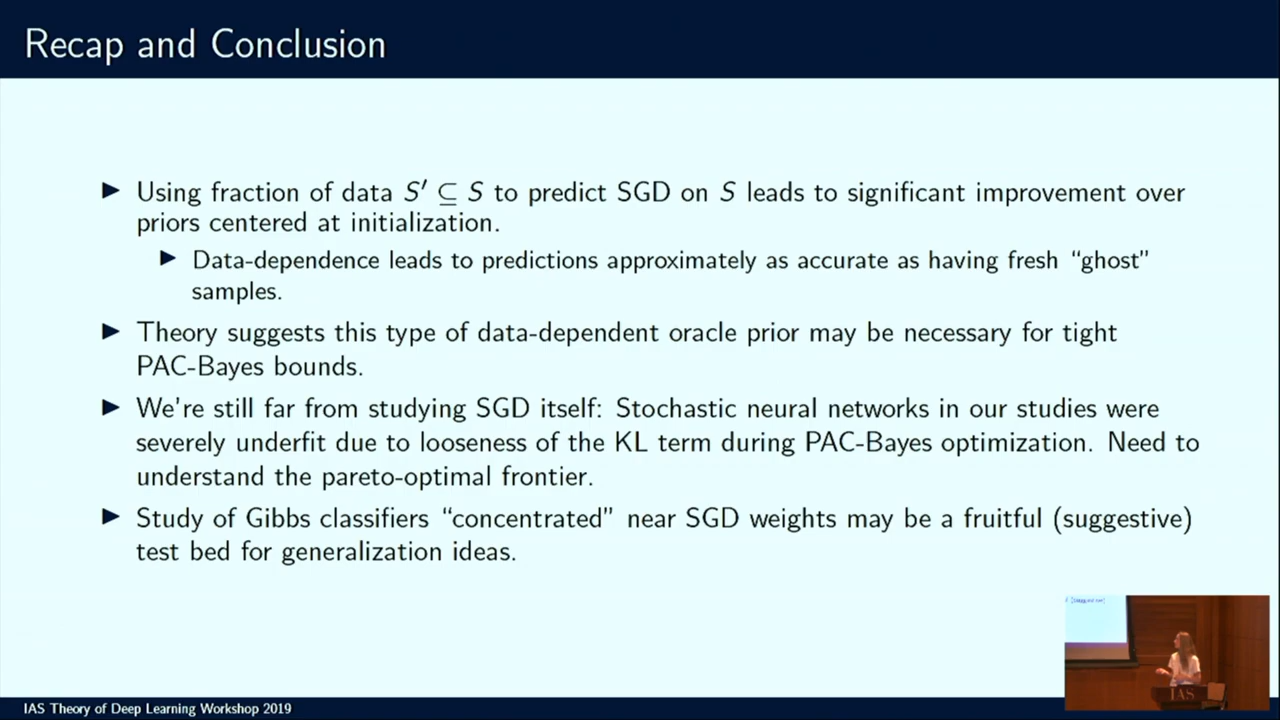 Recap and Conclusion
▶ Using fraction of data S′ ⊆ S to predict SGD on S leads to significant improvement over
priors centered at initialization.
▶ Data-dependence leads to predictions approximately as accurate as having fresh “ghost”
samples.
▶ Theory suggests this type of data-dependent oracle prior may be necessary for tight
PAC-Bayes bounds.
▶ We're still far from studying SGD itself: Stochastic neural networks in our studies were
severely underfit due to looseness of the KL term during PAC-Bayes optimization. Need to
understand the pareto-optimal frontier.
▶ Study of Gibbs classifiers “concentrated” near SGD weights may be a fruitful (suggestive)
test bed for generalization ideas.
IAS
IAS Theory of Deep Learning Workshop 2019